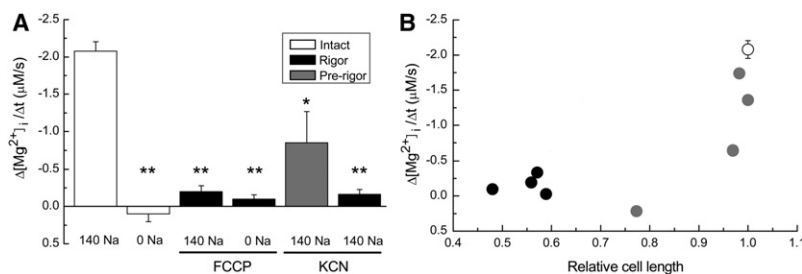 A
Δ[Mg²⁺]ᵢ /Δt (μM/s)
-2.5
-2.0
-1.5
-1.0
-0.5
0.0
0.5
Intact
Rigor
Pre-rigor
** ** ** * **
140 Na 0 Na 140 Na 0 Na 140 Na 140 Na
FCCP KCN
B
Δ[Mg²⁺]ᵢ /Δt (μM/s)
-2.5
-2.0
-1.5
-1.0
-0.5
0.0
0.5
0.4 0.5 0.6 0.7 0.8 0.9 1.0 1.1
Relative cell length